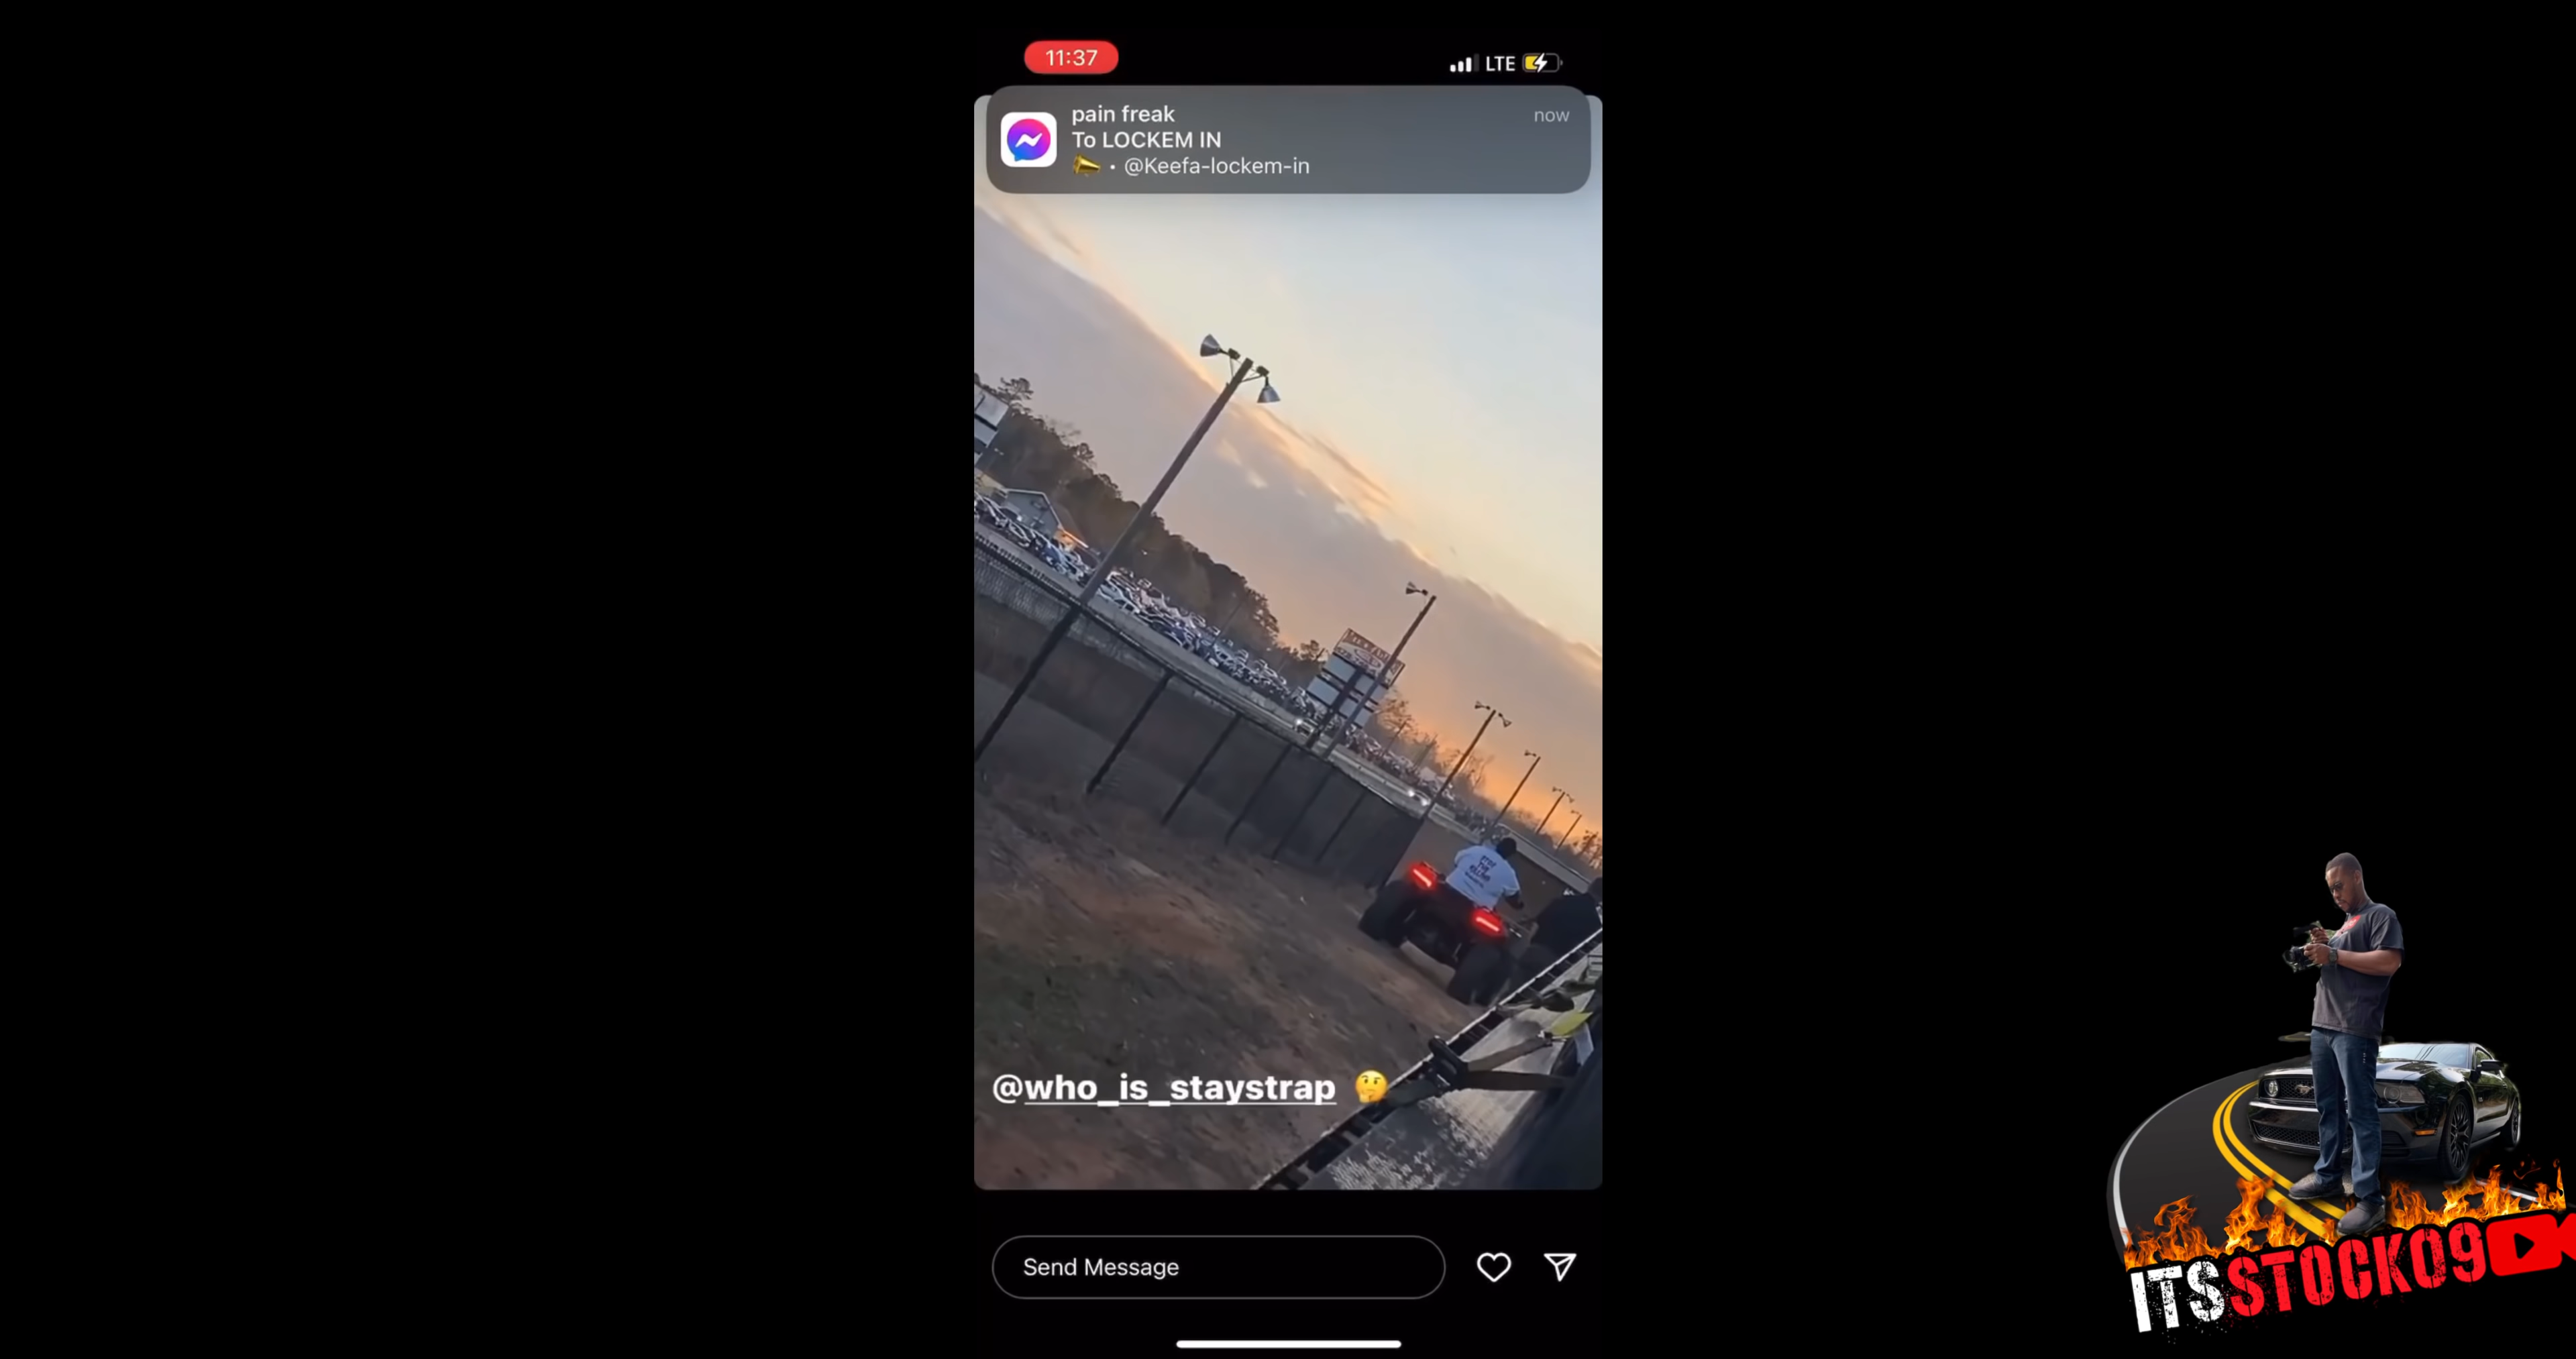 11:37
LTE
pain freak
now
To LOCKEM IN
• @Keefa-lockem-in
@who_is_staystrap
Send Message
ITSSTOCK09